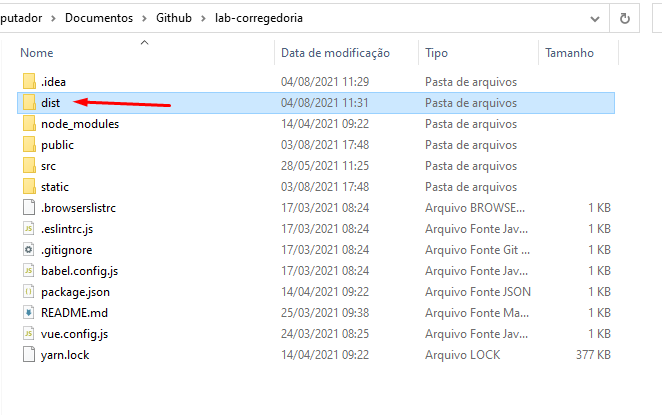 putador > Documentos > Github > lab-corregedoria
Nome Data de modificação Tipo Tamanho
.idea 04/08/2021 11:29 Pasta de arquivos
dist 04/08/2021 11:31 Pasta de arquivos
node_modules 14/04/2021 09:22 Pasta de arquivos
public 03/08/2021 17:48 Pasta de arquivos
src 28/05/2021 11:25 Pasta de arquivos
static 03/08/2021 17:48 Pasta de arquivos
.browserslistrc 17/03/2021 08:24 Arquivo BROWSE... 1 KB
.eslintrc.js 17/03/2021 08:24 Arquivo Fonte Jav... 1 KB
.gitignore 17/03/2021 08:24 Arquivo Fonte Git ... 1 KB
babel.config.js 17/03/2021 08:24 Arquivo Fonte Jav... 1 KB
package.json 14/04/2021 09:22 Arquivo Fonte JSON 1 KB
README.md 25/03/2021 09:38 Arquivo Fonte Ma... 1 KB
vue.config.js 24/03/2021 08:25 Arquivo Fonte Jav... 1 KB
yarn.lock 14/04/2021 09:22 Arquivo LOCK 377 KB